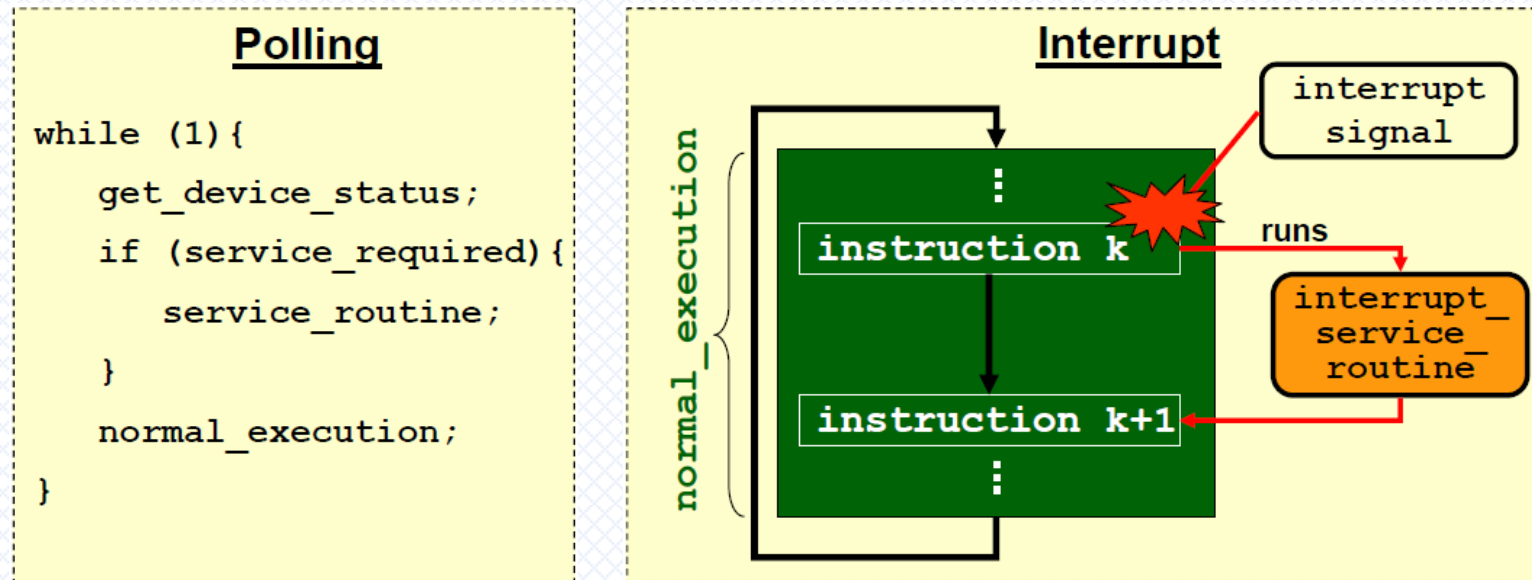 Polling
while (1){
get_device_status;
if (service_required){
service_routine;
}
normal_execution;
}
Interrupt
normal_execution
interrupt
signal
⋮
instruction k
runs
interrupt_
service_
routine
instruction k+1
⋮